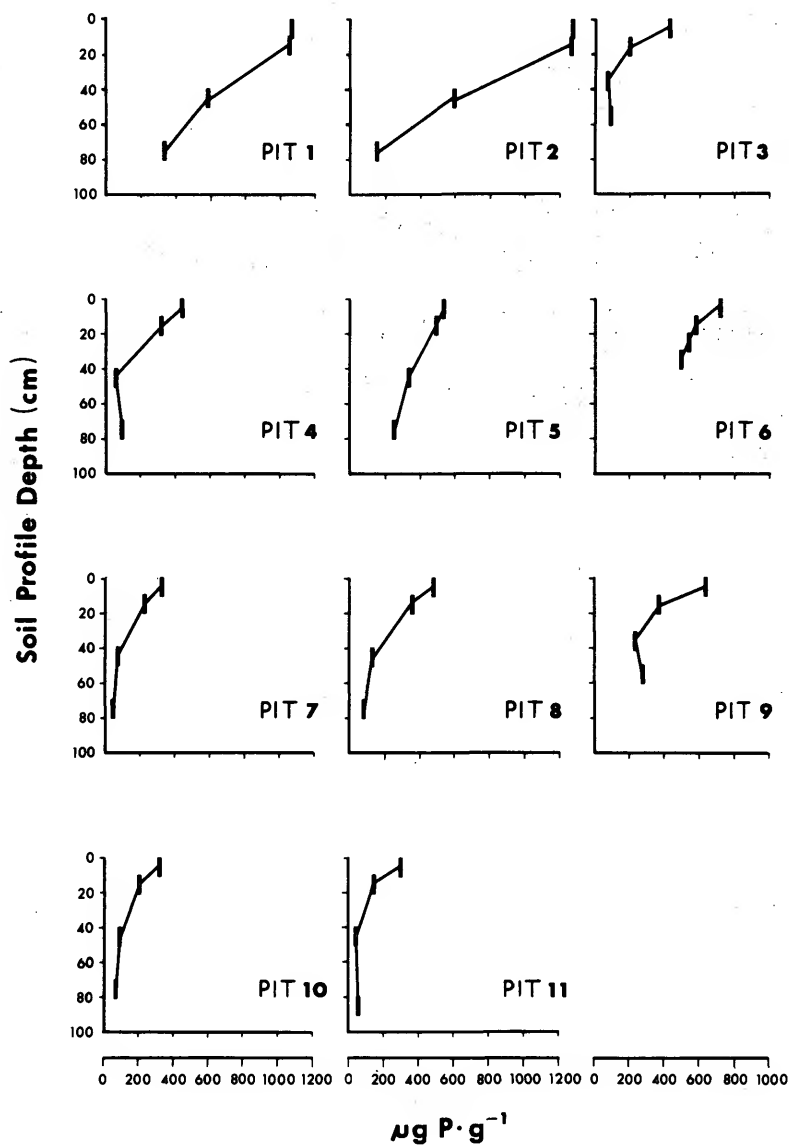 0
20
40
60
80
100
PIT 1
PIT 2
PIT 3
0
20
40
60
80
100
PIT 4
PIT 5
PIT 6
Soil Profile Depth (cm)
0
20
40
60
80
100
PIT 7
PIT 8
PIT 9
0
20
40
60
80
100
PIT 10
PIT 11
0 200 400 600 800 1000 1200
0 200 400 600 800 1000 1200
0 200 400 600 800 1000
µg P·g⁻¹